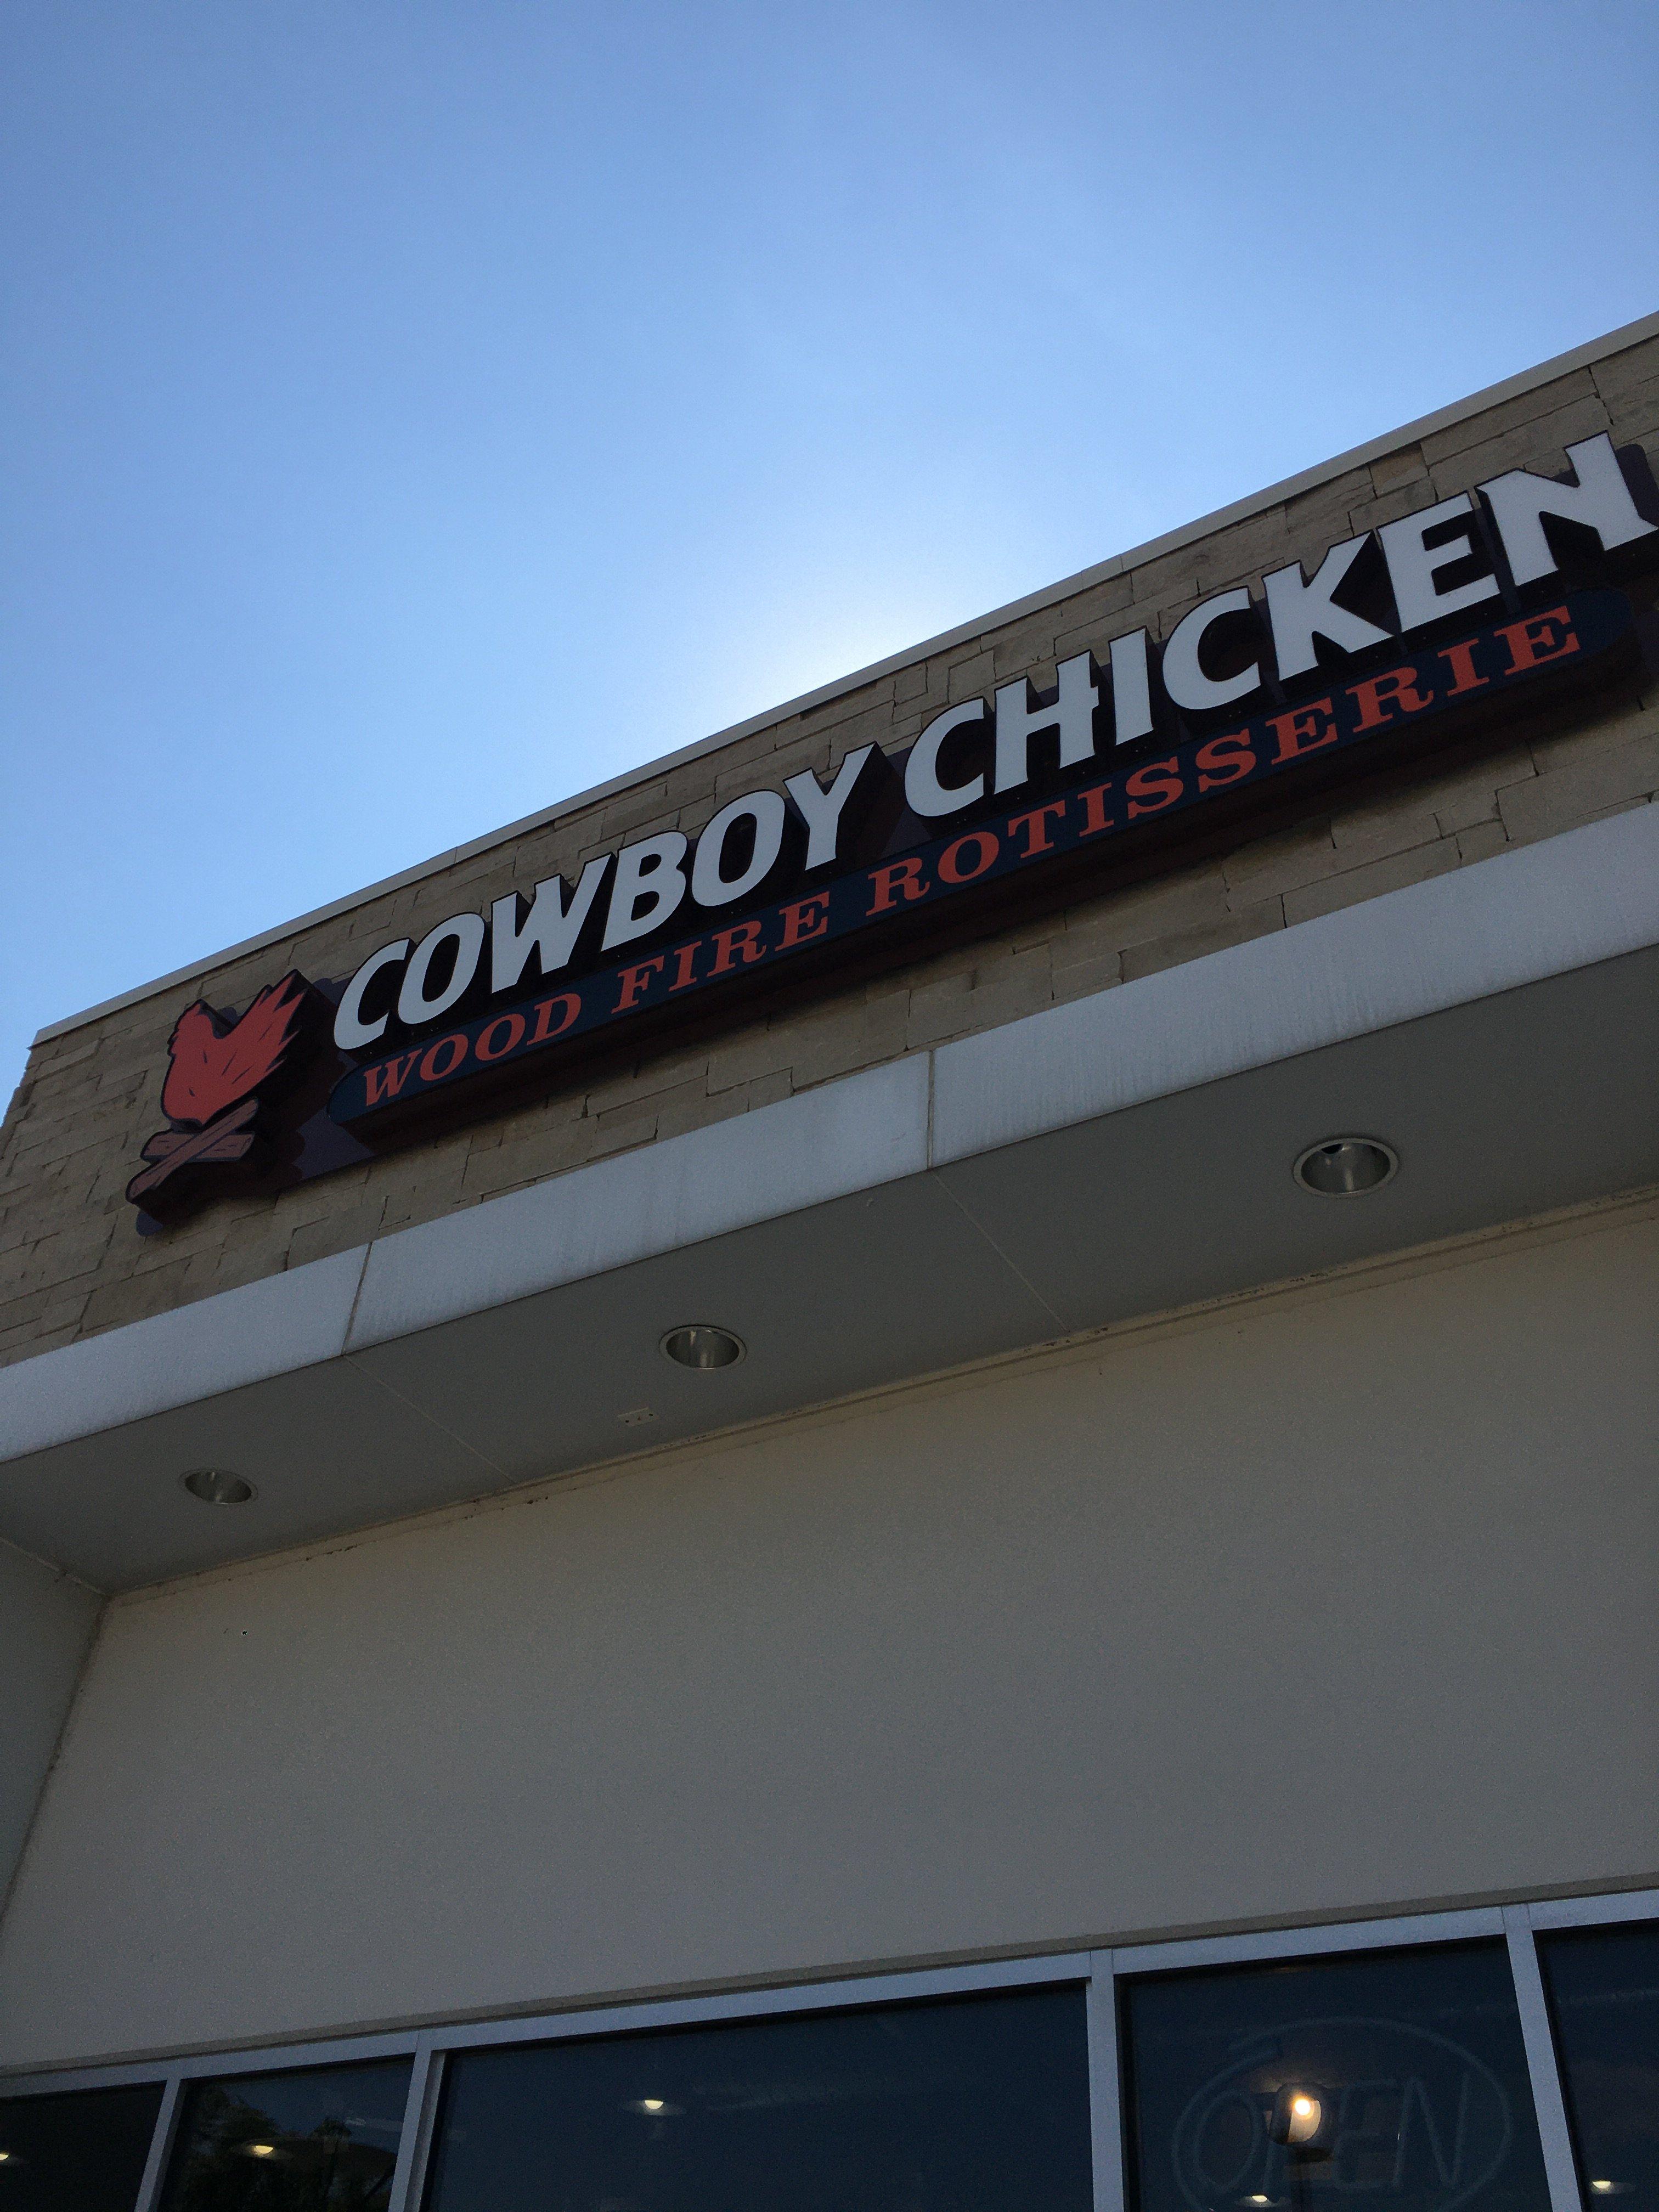 COWBOY CHICKEN
WOOD FIRE ROTISSERIE
OPEN